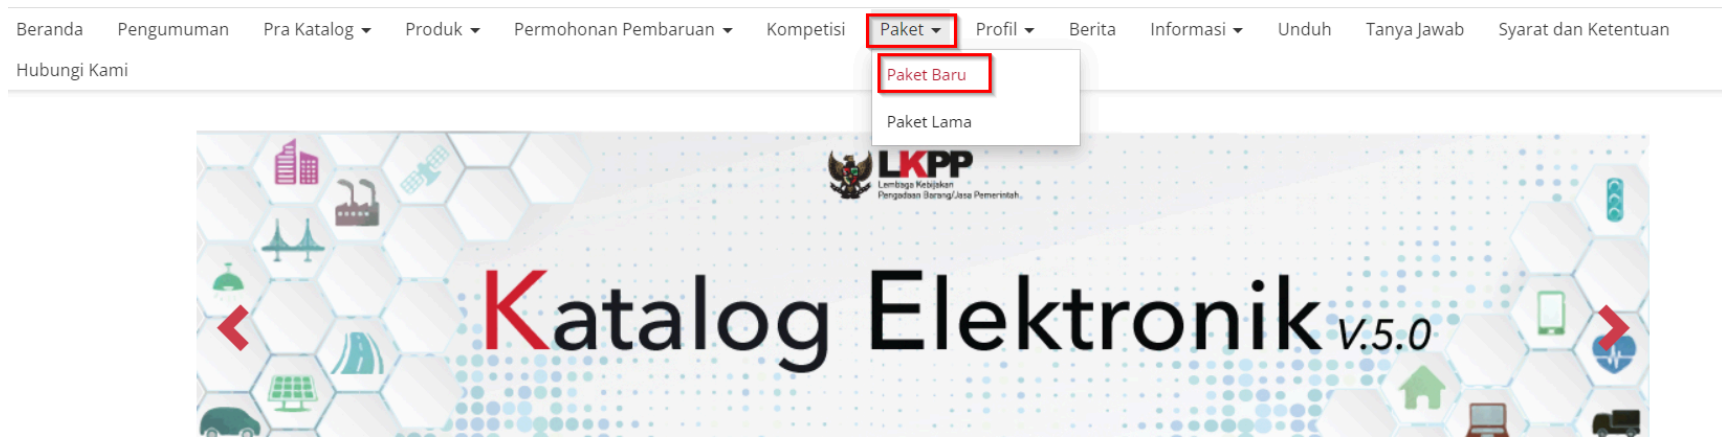 Beranda Pengumuman Pra Katalog Produk Permohonan Pembaruan Kompetisi Paket Profil Berita Informasi Unduh Tanya Jawab Syarat dan Ketentuan
Hubungi Kami
Paket Baru
Paket Lama
LKPP
Lembaga Kebijakan
Pengadaan Barang/Jasa Pemerintah
Katalog Elektronik V.5.0